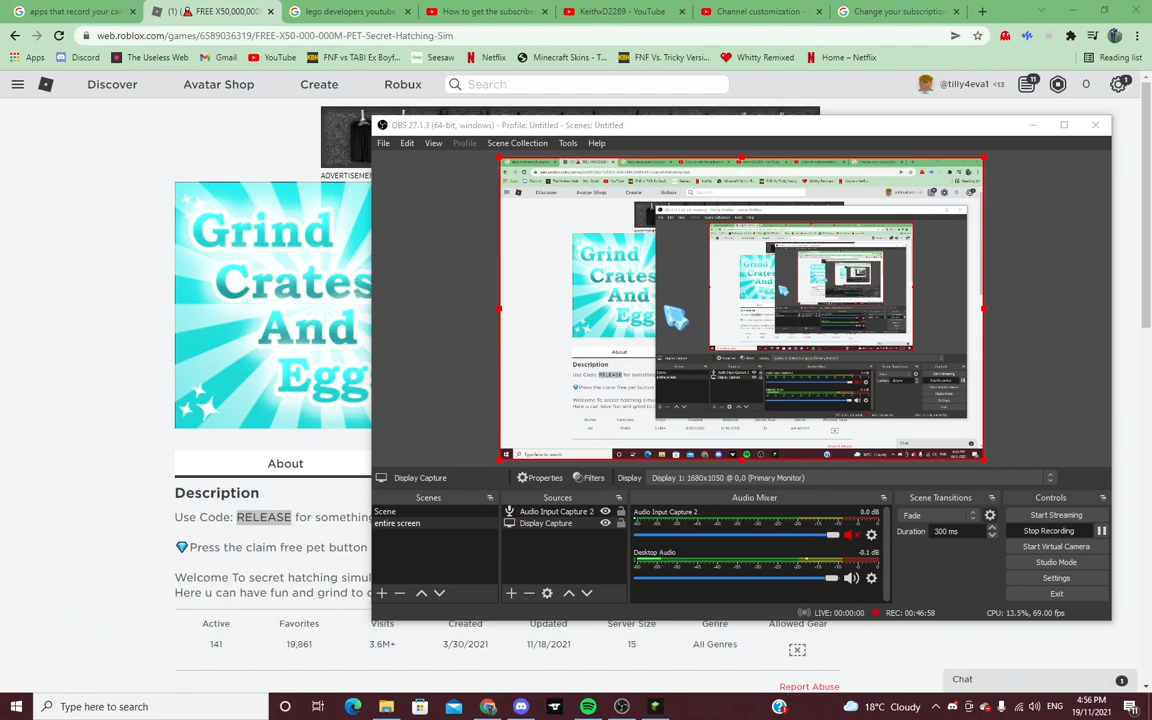 apps that record your can
(1) 🔺 FREE X50,000,000
lego developers youtube
How to get the subscribe
KeithxD2289 - YouTube
Channel customization -
Change your subscription
web.roblox.com/games/6589036319/FREE-X50-000-000M-PET-Secret-Hatching-Sim
Apps
Discord
The Useless Web
Gmail
YouTube
FNF vs TABI Ex Boyf...
Seesaw
Netflix
Minecraft Skins - T...
FNF Vs. Tricky Versi...
Whitty Remixed
Home – Netflix
Reading list
Discover
Avatar Shop
Create
Robux
Search
@tilly4eva1 <13
11
0
1
ADVERTISEMENT
Grind
Crates
And
Egg
OBS 27.1.3 (64-bit, windows) - Profile: Untitled - Scenes: Untitled
File
Edit
View
Profile
Scene Collection
Tools
Help
Display Capture
Properties
Filters
Display
Display 1: 1680x1050 @ 0,0 (Primary Monitor)
Scenes
Sources
Audio Mixer
Scene Transitions
Controls
Scene
entire screen
Audio Input Capture 2
Display Capture
Audio Input Capture 2
0.0 dB
Desktop Audio
-0.1 dB
Fade
Duration
300 ms
Start Streaming
Stop Recording
Start Virtual Camera
Studio Mode
Settings
Exit
LIVE: 00:00:00
REC: 00:46:58
CPU: 13.5%, 69.00 fps
About
Description
Use Code: RELEASE for something
💎Press the claim free pet button
Welcome To secret hatching simul
Here u can have fun and grind to c
Active
Favorites
Visits
Created
Updated
Server Size
Genre
Allowed Gear
141
19,861
3.6M+
3/30/2021
11/18/2021
15
All Genres
Report Abuse
Chat
1
Type here to search
18°C Cloudy
ENG
4:56 PM
19/11/2021
11